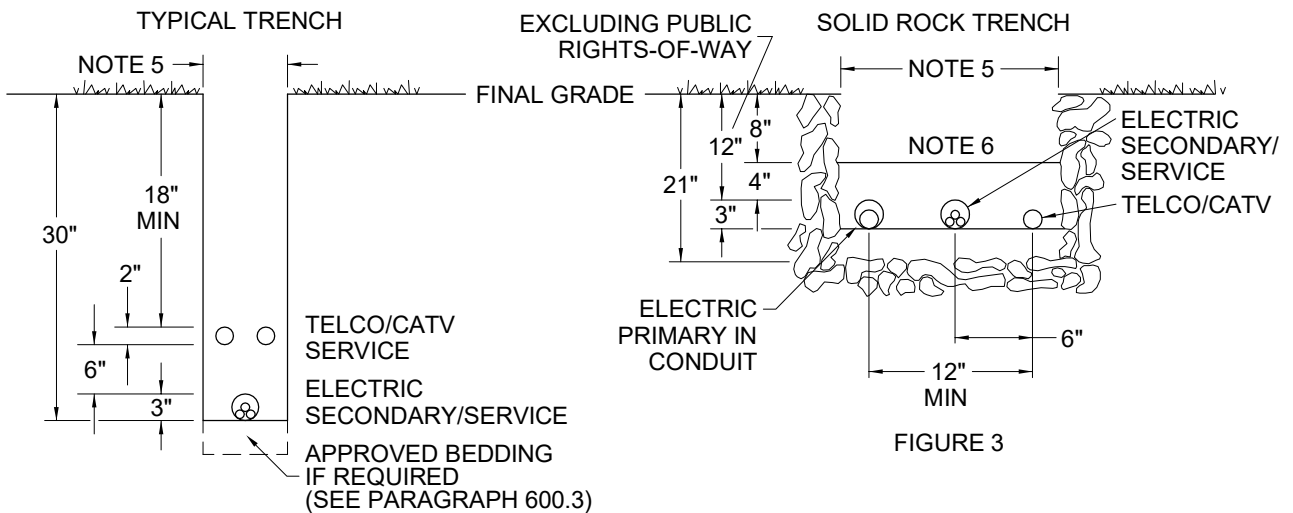 TYPICAL TRENCH
NOTE 5
30"
18"
MIN
2"
6"
3"
TELCO/CATV
SERVICE
ELECTRIC
SECONDARY/SERVICE
APPROVED BEDDING
IF REQUIRED
(SEE PARAGRAPH 600.3)
FINAL GRADE
EXCLUDING PUBLIC
RIGHTS-OF-WAY
SOLID ROCK TRENCH
NOTE 5
NOTE 6
8"
12"
21"
4"
3"
ELECTRIC
SECONDARY/
SERVICE
TELCO/CATV
ELECTRIC
PRIMARY IN
CONDUIT
6"
12"
MIN
FIGURE 3